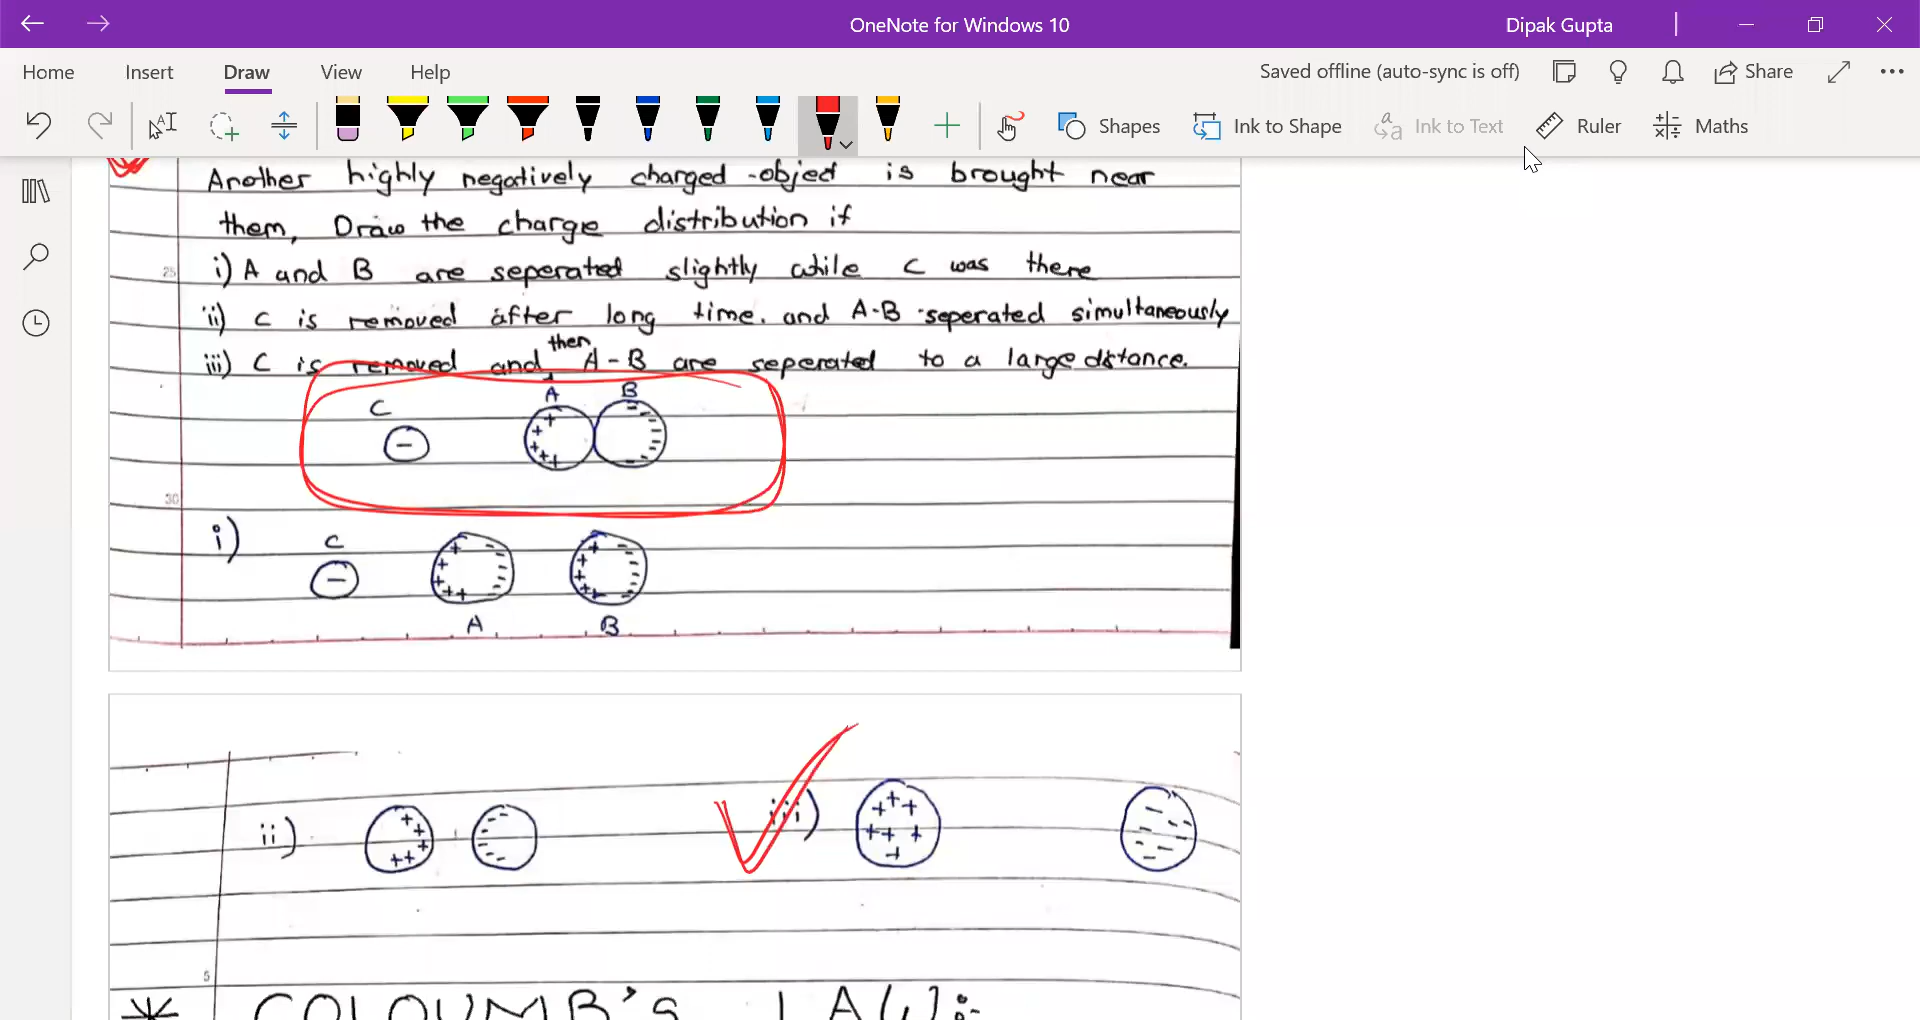 OneNote for Windows 10
Dipak Gupta
Home Insert Draw View Help
Saved offline (auto-sync is off) Share
Shapes Ink to Shape Ink to Text Ruler Maths
Another highly negatively charged object is brought near
them, Draw the charge distribution if
25
i) A and B are seperated slightly while C was there
ii) C is removed after long time. and A-B seperated simultaneously
then
iii) C is removed and A-B are seperated to a large distance.
C A B
30
i) C
A B
ii) iii)
5
* COLOUMB's LAW:-